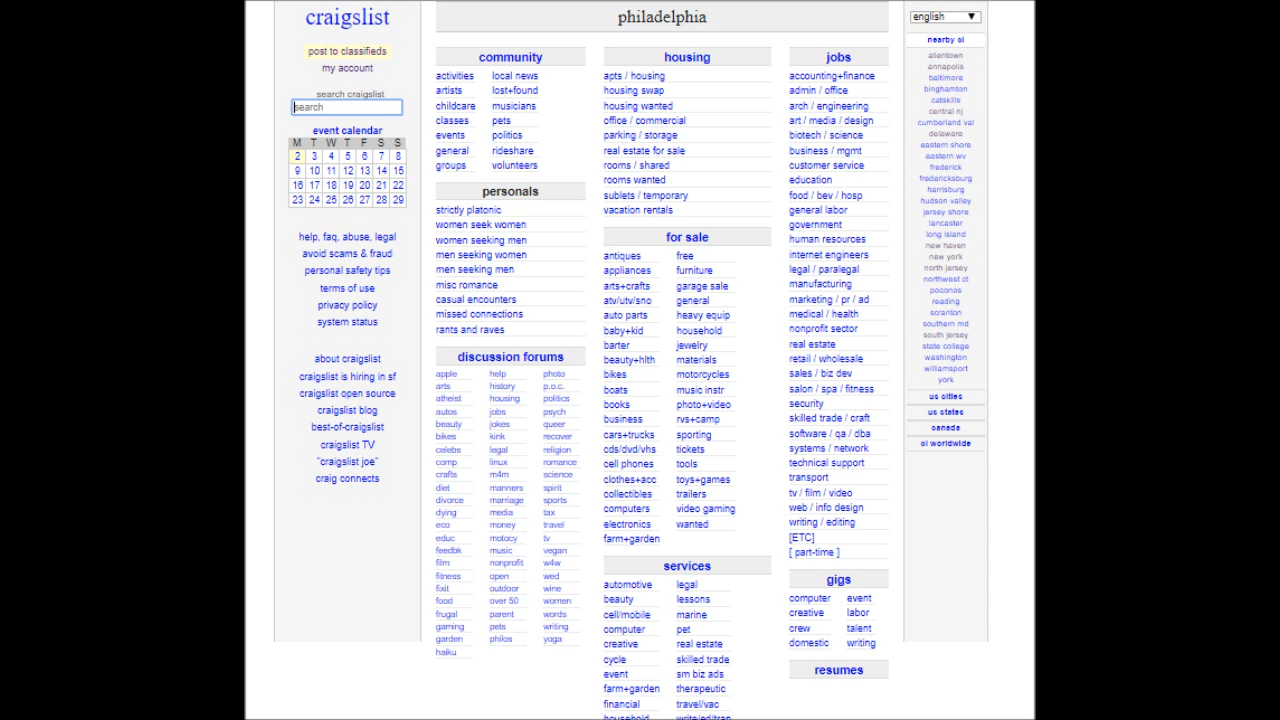 craigslist
post to classifieds
my account
search craigslist
search
event calendar
M T W T F S S
2 3 4 5 6 7 8
9 10 11 12 13 14 15
16 17 18 19 20 21 22
23 24 25 26 27 28 29
help, faq, abuse, legal
avoid scams & fraud
personal safety tips
terms of use
privacy policy
system status
about craigslist
craigslist is hiring in sf
craigslist open source
craigslist blog
best-of-craigslist
craigslist TV
"craigslist joe"
craig connects
philadelphia
community
activities local news
artists lost+found
childcare musicians
classes pets
events politics
general rideshare
groups volunteers
personals
strictly platonic
women seek women
women seeking men
men seeking women
men seeking men
misc romance
casual encounters
missed connections
rants and raves
discussion forums
apple help photo
arts history p.o.c.
atheist housing politics
autos jobs psych
beauty jokes queer
bikes kink recover
celebs legal religion
comp linux romance
crafts m4m science
diet manners spirit
divorce marriage sports
dying media tax
eco money travel
educ motocy tv
feedbk music vegan
film nonprofit w4w
fitness open wed
fixit outdoor wine
food over 50 women
frugal parent words
gaming pets writing
garden philos yoga
haiku
housing
apts / housing
housing swap
housing wanted
office / commercial
parking / storage
real estate for sale
rooms / shared
rooms wanted
sublets / temporary
vacation rentals
for sale
antiques free
appliances furniture
arts+crafts garage sale
atv/utv/sno general
auto parts heavy equip
baby+kid household
barter jewelry
beauty+hlth materials
bikes motorcycles
boats music instr
books photo+video
business rvs+camp
cars+trucks sporting
cds/dvd/vhs tickets
cell phones tools
clothes+acc toys+games
collectibles trailers
computers video gaming
electronics wanted
farm+garden
services
automotive legal
beauty lessons
cell/mobile marine
computer pet
creative real estate
cycle skilled trade
event sm biz ads
farm+garden therapeutic
financial travel/vac
household write/ed/tran
jobs
accounting+finance
admin / office
arch / engineering
art / media / design
biotech / science
business / mgmt
customer service
education
food / bev / hosp
general labor
government
human resources
internet engineers
legal / paralegal
manufacturing
marketing / pr / ad
medical / health
nonprofit sector
real estate
retail / wholesale
sales / biz dev
salon / spa / fitness
security
skilled trade / craft
software / qa / dba
systems / network
technical support
transport
tv / film / video
web / info design
writing / editing
[ETC]
[ part-time ]
gigs
computer event
creative labor
crew talent
domestic writing
resumes
english
nearby cl
allentown
annapolis
baltimore
binghamton
catskills
central nj
cumberland val
delaware
eastern shore
eastern wv
frederick
fredericksburg
harrisburg
hudson valley
jersey shore
lancaster
long island
new haven
new york
north jersey
northwest ct
poconos
reading
scranton
southern md
south jersey
state college
washington
williamsport
york
us cities
us states
canada
cl worldwide